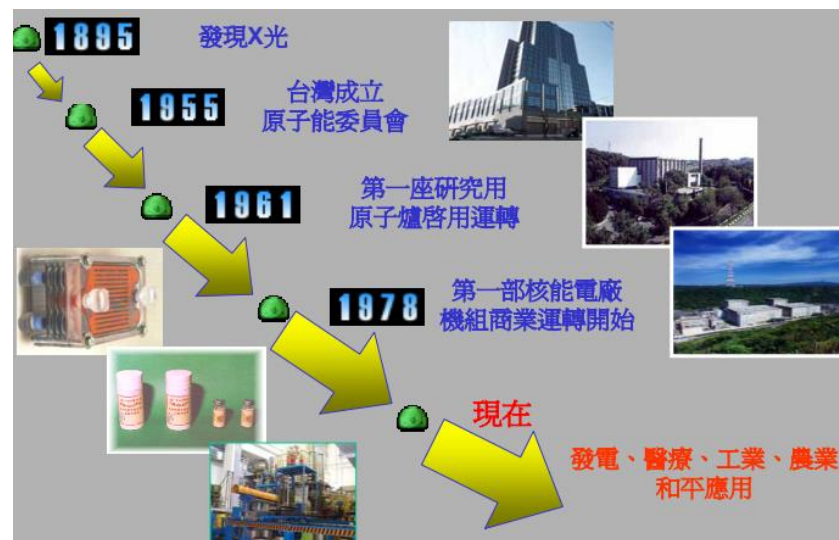 1895
發現X光
1955
台灣成立
原子能委員會
1961
第一座研究用
原子爐啓用運轉
1978
第一部核能電廠
機組商業運轉開始
現在
發電、醫療、工業、農業
和平應用